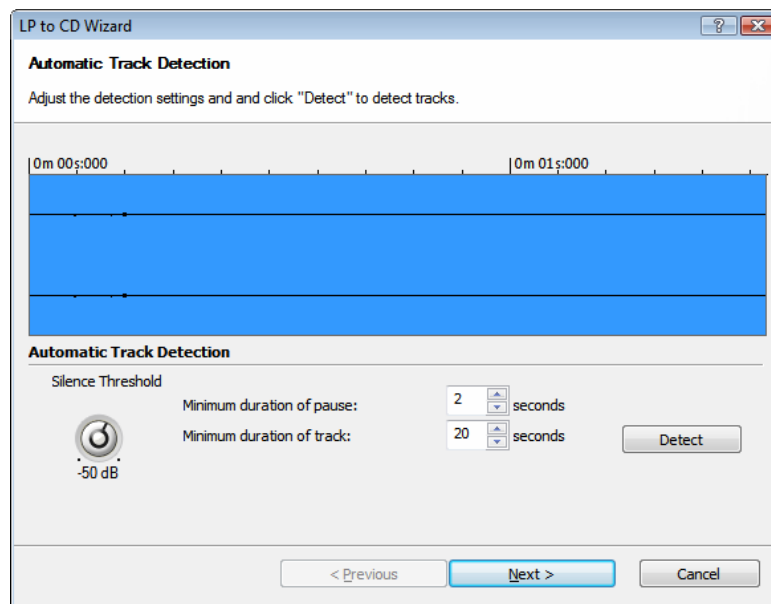 LP to CD Wizard
Automatic Track Detection
Adjust the detection settings and and click "Detect" to detect tracks.
0m 00s:000 0m 01s:000
Automatic Track Detection
Silence Threshold
Minimum duration of pause: 2 seconds
Minimum duration of track: 20 seconds
Detect
-50 dB
< Previous Next > Cancel